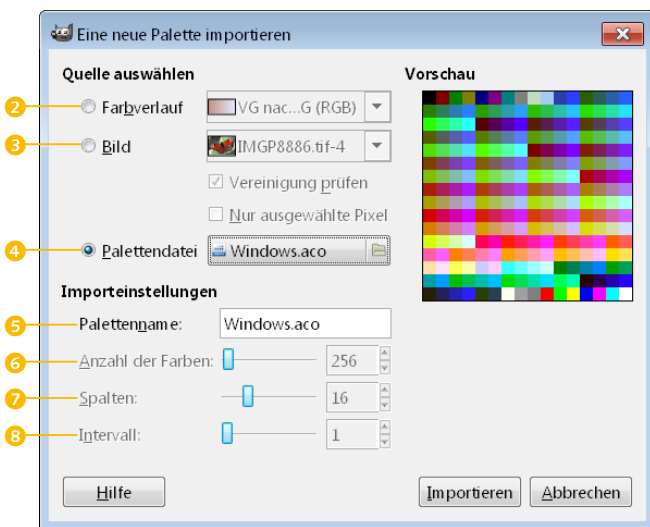 Eine neue Palette importieren
Quelle auswählen
Vorschau
2 Farbverlauf VG nac...G (RGB)
3 Bild IMGP8886.tif-4
Vereinigung prüfen
Nur ausgewählte Pixel
4 Palettendatei Windows.aco
Importeinstellungen
5 Palettenname: Windows.aco
6 Anzahl der Farben: 256
7 Spalten: 16
8 Intervall: 1
Hilfe Importieren Abbrechen